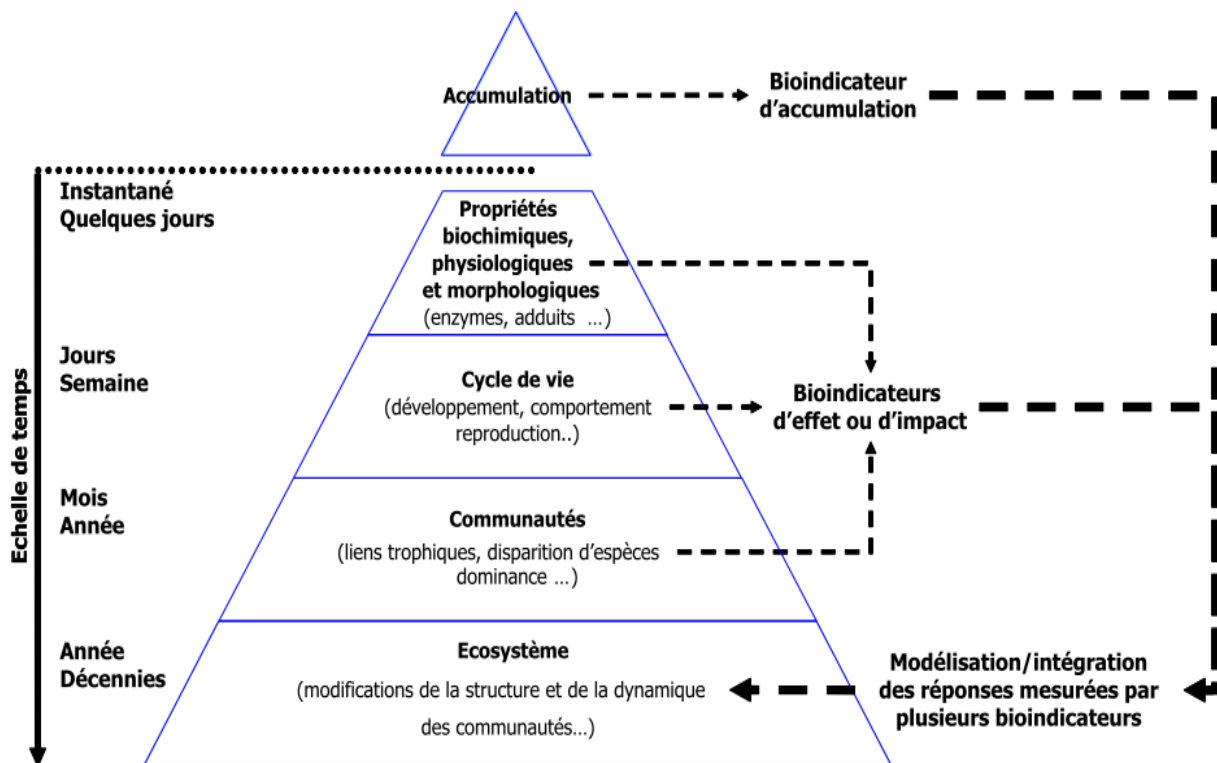 Accumulation
Bioindicateur
d’accumulation
Instantané
Quelques jours
Propriétés
biochimiques,
physiologiques
et morphologiques
(enzymes, adduits ...)
Jours
Semaine
Cycle de vie
(développement, comportement
reproduction..)
Bioindicateurs
d’effet ou d’impact
Echelle de temps
Mois
Année
Communautés
(liens trophiques, disparition d’espèces
dominance ...)
Année
Décennies
Ecosystème
(modifications de la structure et de la dynamique
des communautés...)
Modélisation/intégration
des réponses mesurées par
plusieurs bioindicateurs